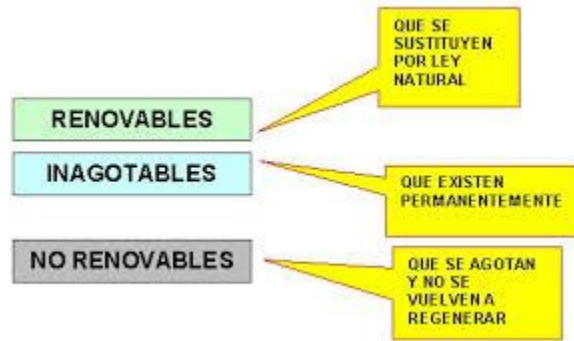 QUE SE
SUSTITUYEN
POR LEY
NATURAL
RENOVABLES
INAGOTABLES
QUE EXISTEN
PERMANENTEMENTE
NO RENOVABLES
QUE SE AGOTAN
Y NO SE
VUELVEN A
REGENERAR